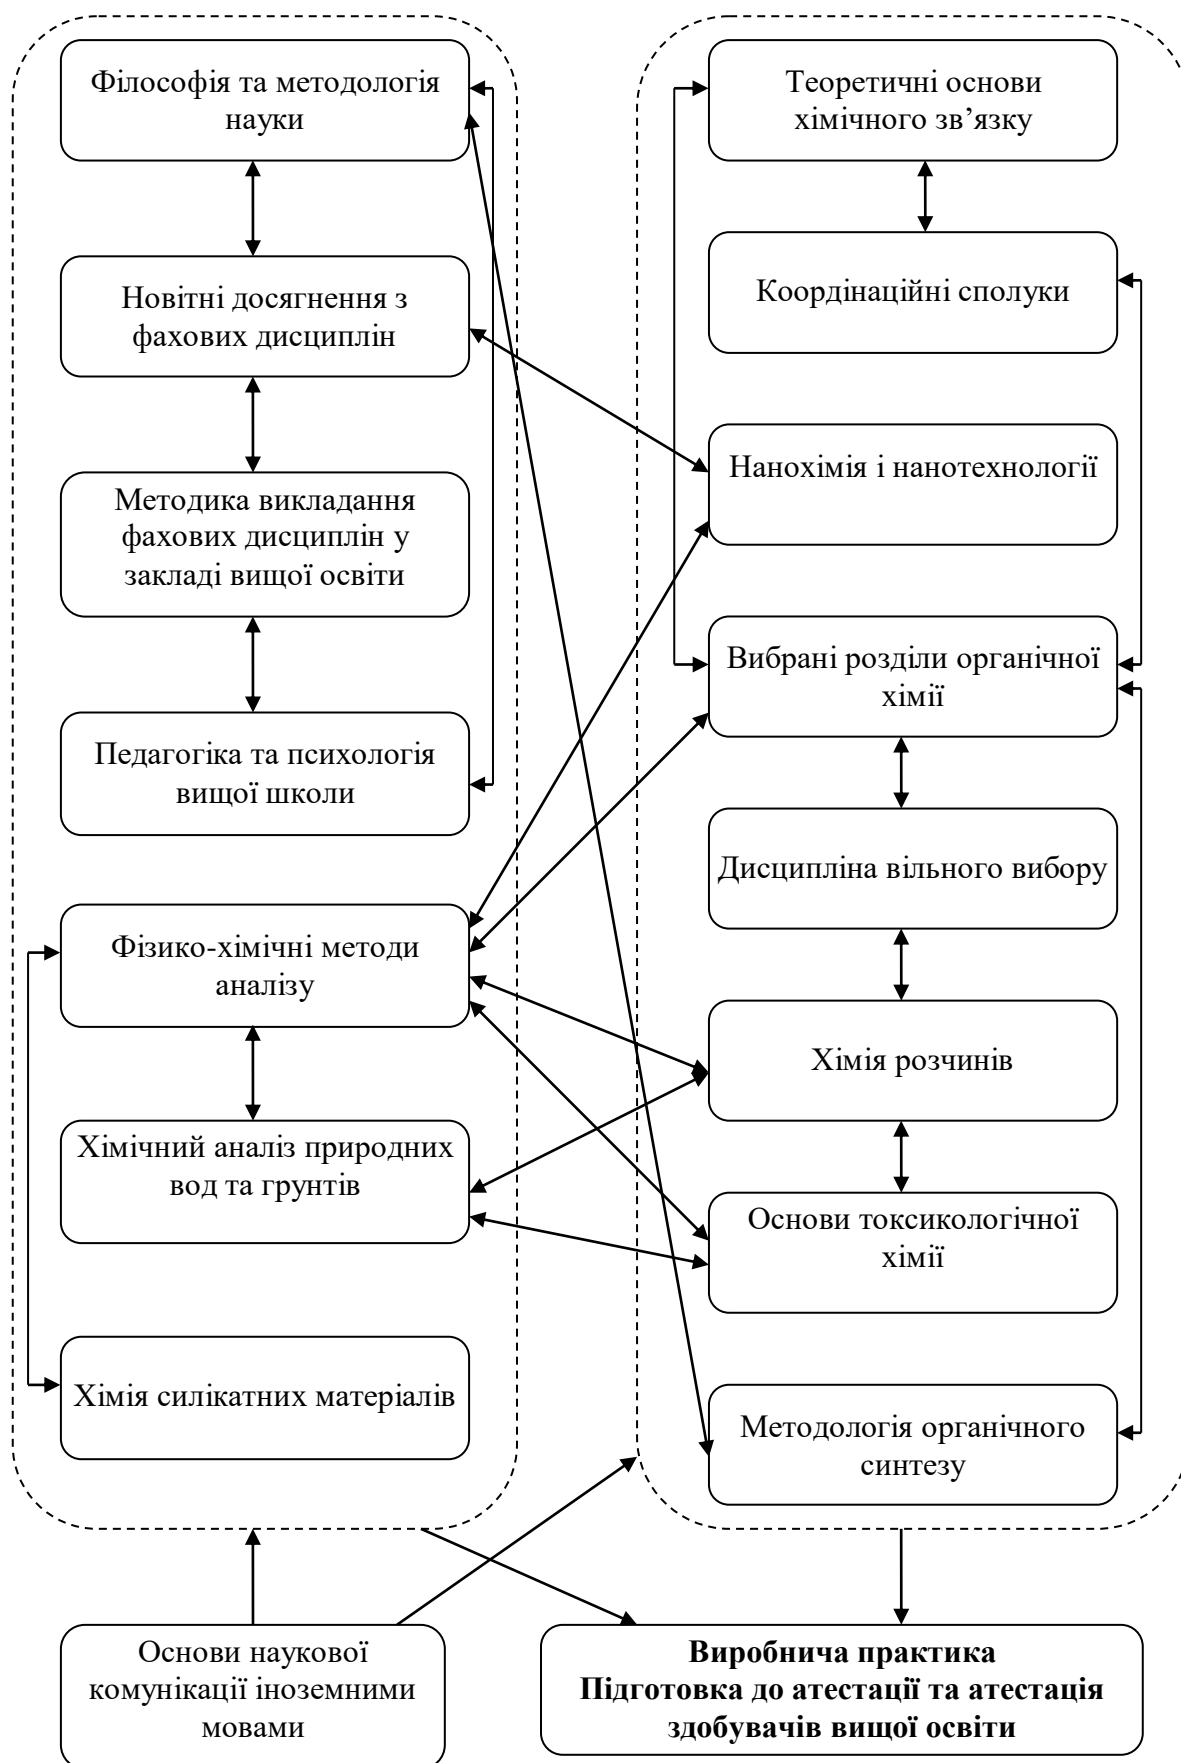 Філософія та методологія
науки
Новітні досягнення з
фахових дисциплін
Методика викладання
фахових дисциплін у
закладі вищої освіти
Педагогіка та психологія
вищої школи
Фізико-хімічні методи
аналізу
Хімічний аналіз природних
вод та грунтів
Хімія силікатних матеріалів
Теоретичні основи
хімічного зв’язку
Координаційні сполуки
Нанохімія і нанотехнології
Вибрані розділи органічної
хімії
Дисципліна вільного вибору
Хімія розчинів
Основи токсикологічної
хімії
Методологія органічного
синтезу
Основи наукової
комунікації іноземними
мовами
Виробнича практика
Підготовка до атестації та атестація
здобувачів вищої освіти